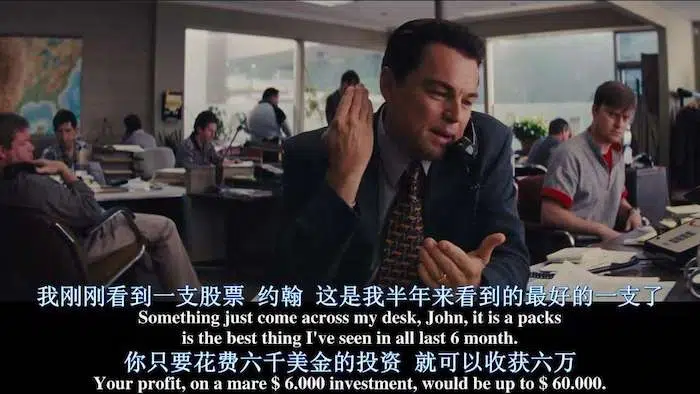 我刚刚看到一支股票 约翰 这是我半年来看到的最好的一支了
Something just come across my desk, John, it is a packs
is the best thing I've seen in all last 6 month.
你只要花费六千美金的投资 就可以收获六万
Your profit, on a mare $ 6.000 investment, would be up to $ 60.000.